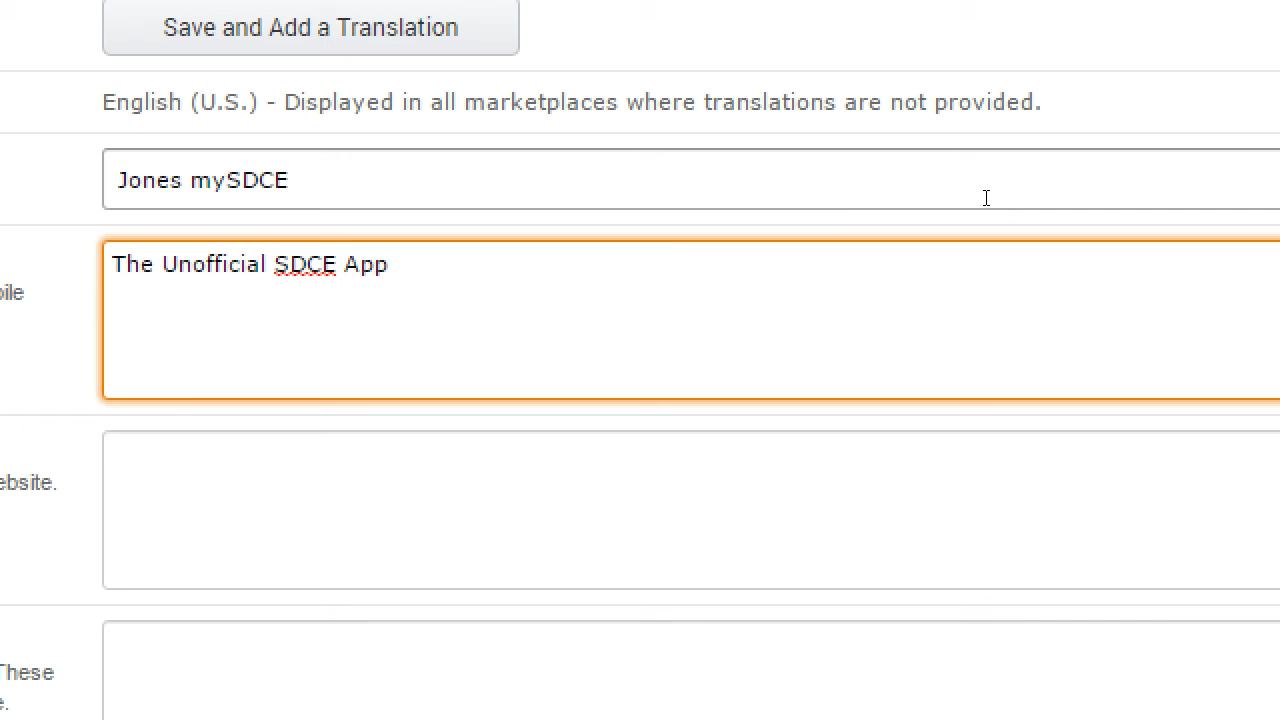 Save and Add a Translation
English (U.S.) - Displayed in all marketplaces where translations are not provided.
Jones mySDCE
The Unofficial SDCE App
ebsite.
These